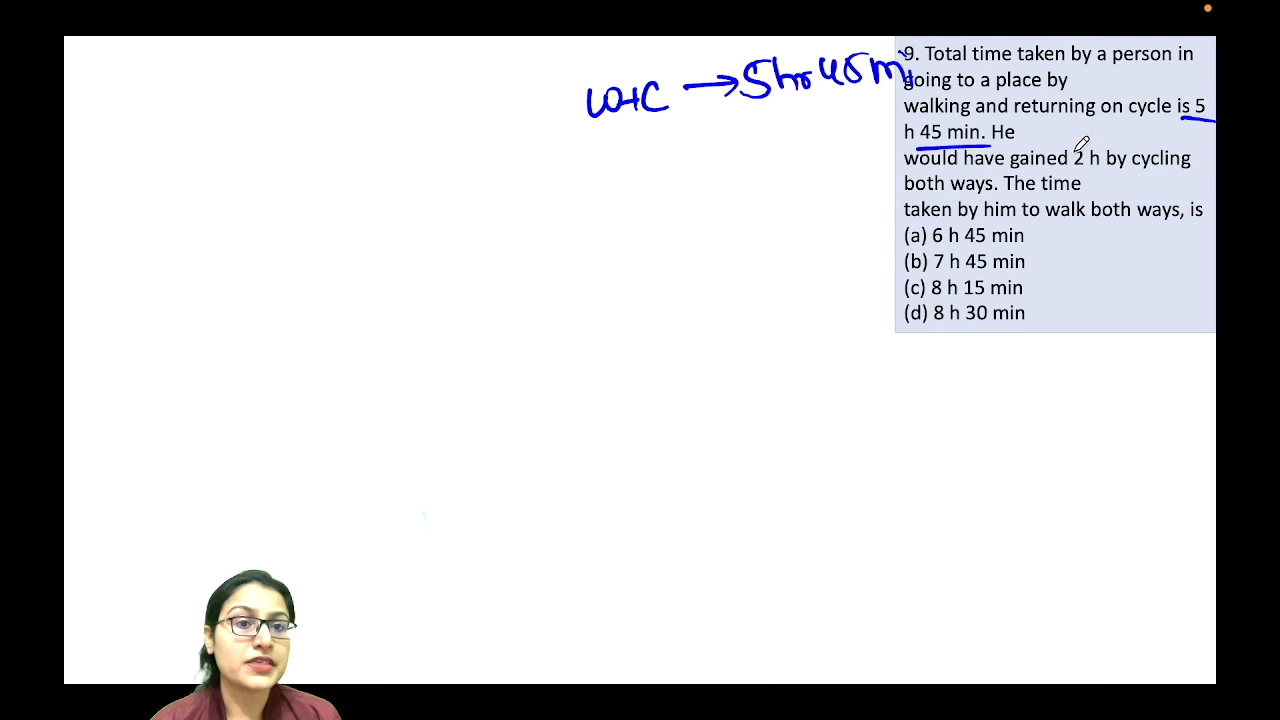 W+C → 5hr 45 m
9. Total time taken by a person in
going to a place by
walking and returning on cycle is 5
h 45 min. He
would have gained 2 h by cycling
both ways. The time
taken by him to walk both ways, is
(a) 6 h 45 min
(b) 7 h 45 min
(c) 8 h 15 min
(d) 8 h 30 min